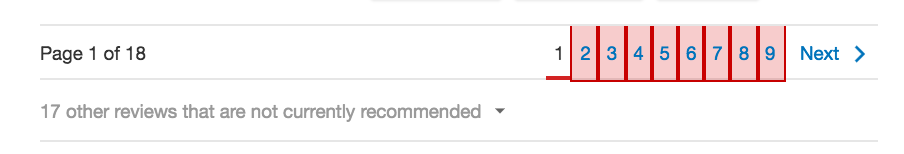 Page 1 of 18 1 2 3 4 5 6 7 8 9 Next
17 other reviews that are not currently recommended